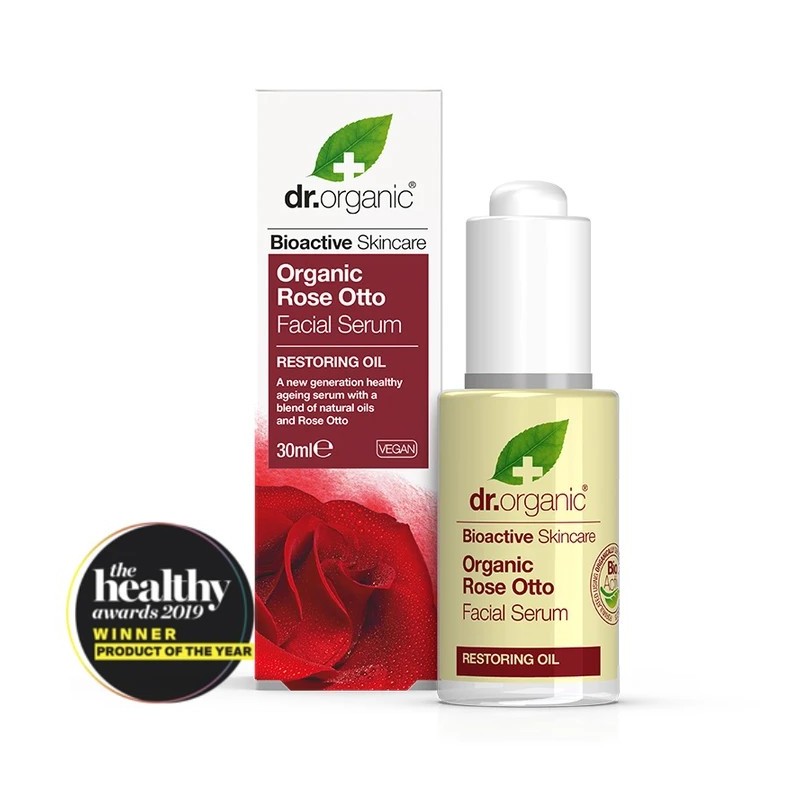 dr.organic®
Bioactive Skincare
Organic
Rose Otto
Facial Serum
RESTORING OIL
A new generation healthy
ageing serum with a
blend of natural oils
and Rose Otto
30ml℮
VEGAN
the
healthy
awards 2019
WINNER
PRODUCT OF THE YEAR
dr.organic®
Bioactive Skincare
Organic
Rose Otto
Facial Serum
RESTORING OIL
Bio